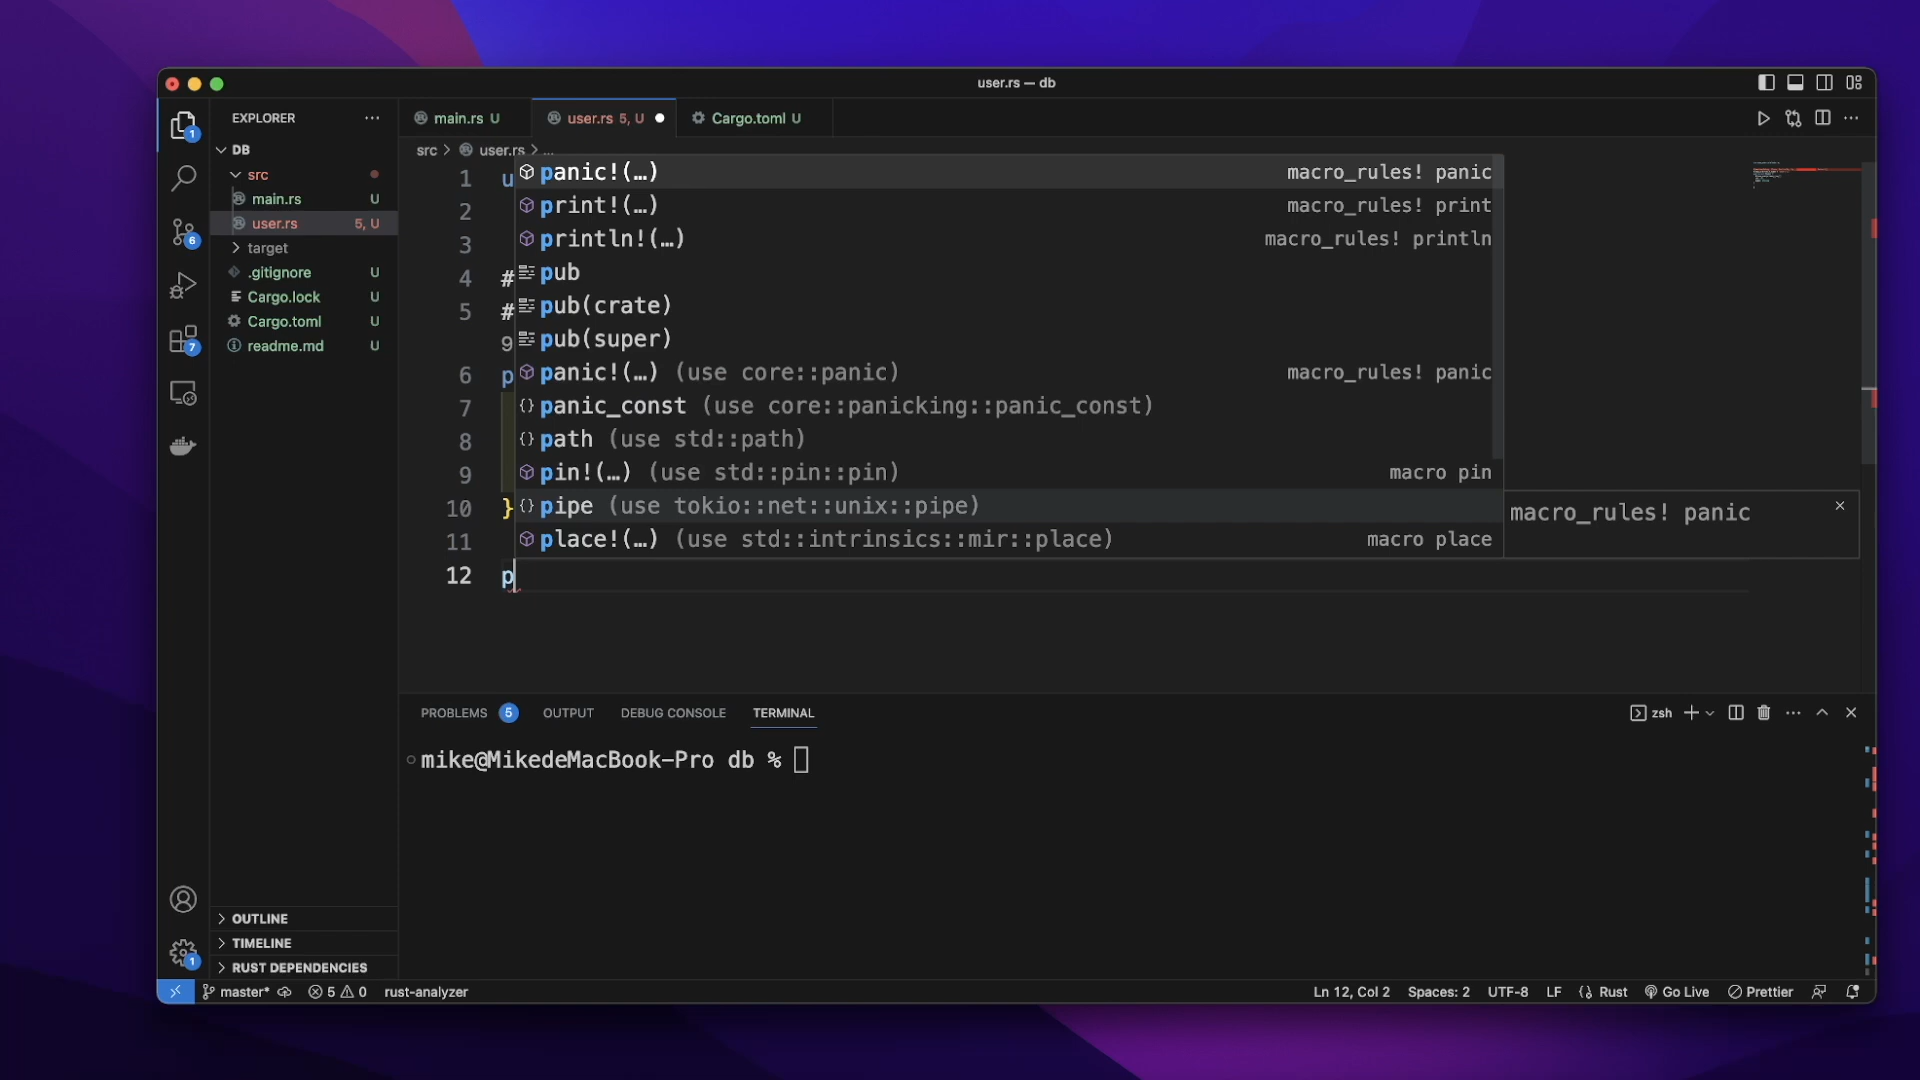 user.rs — db
EXPLORER
main.rs U
user.rs 5, U
Cargo.toml U
1
DB
src
main.rs U
user.rs 5, U
target
.gitignore U
Cargo.lock U
Cargo.toml U
readme.md U
6
7
src > user.rs > ...
1 u
2
3
4 #
5 #
9
6 p
7
8
9
10 }
11
12 p
panic!(…) macro_rules! panic
print!(…) macro_rules! print
println!(…) macro_rules! println
pub
pub(crate)
pub(super)
panic!(…) (use core::panic) macro_rules! panic
panic_const (use core::panicking::panic_const)
path (use std::path)
pin!(…) (use std::pin::pin) macro pin
pipe (use tokio::net::unix::pipe)
place!(…) (use std::intrinsics::mir::place) macro place
macro_rules! panic
PROBLEMS 5 OUTPUT DEBUG CONSOLE TERMINAL
zsh
mike@MikedeMacBook-Pro db %
OUTLINE
TIMELINE
RUST DEPENDENCIES
1
master* 5 0 rust-analyzer
Ln 12, Col 2 Spaces: 2 UTF-8 LF Rust Go Live Prettier